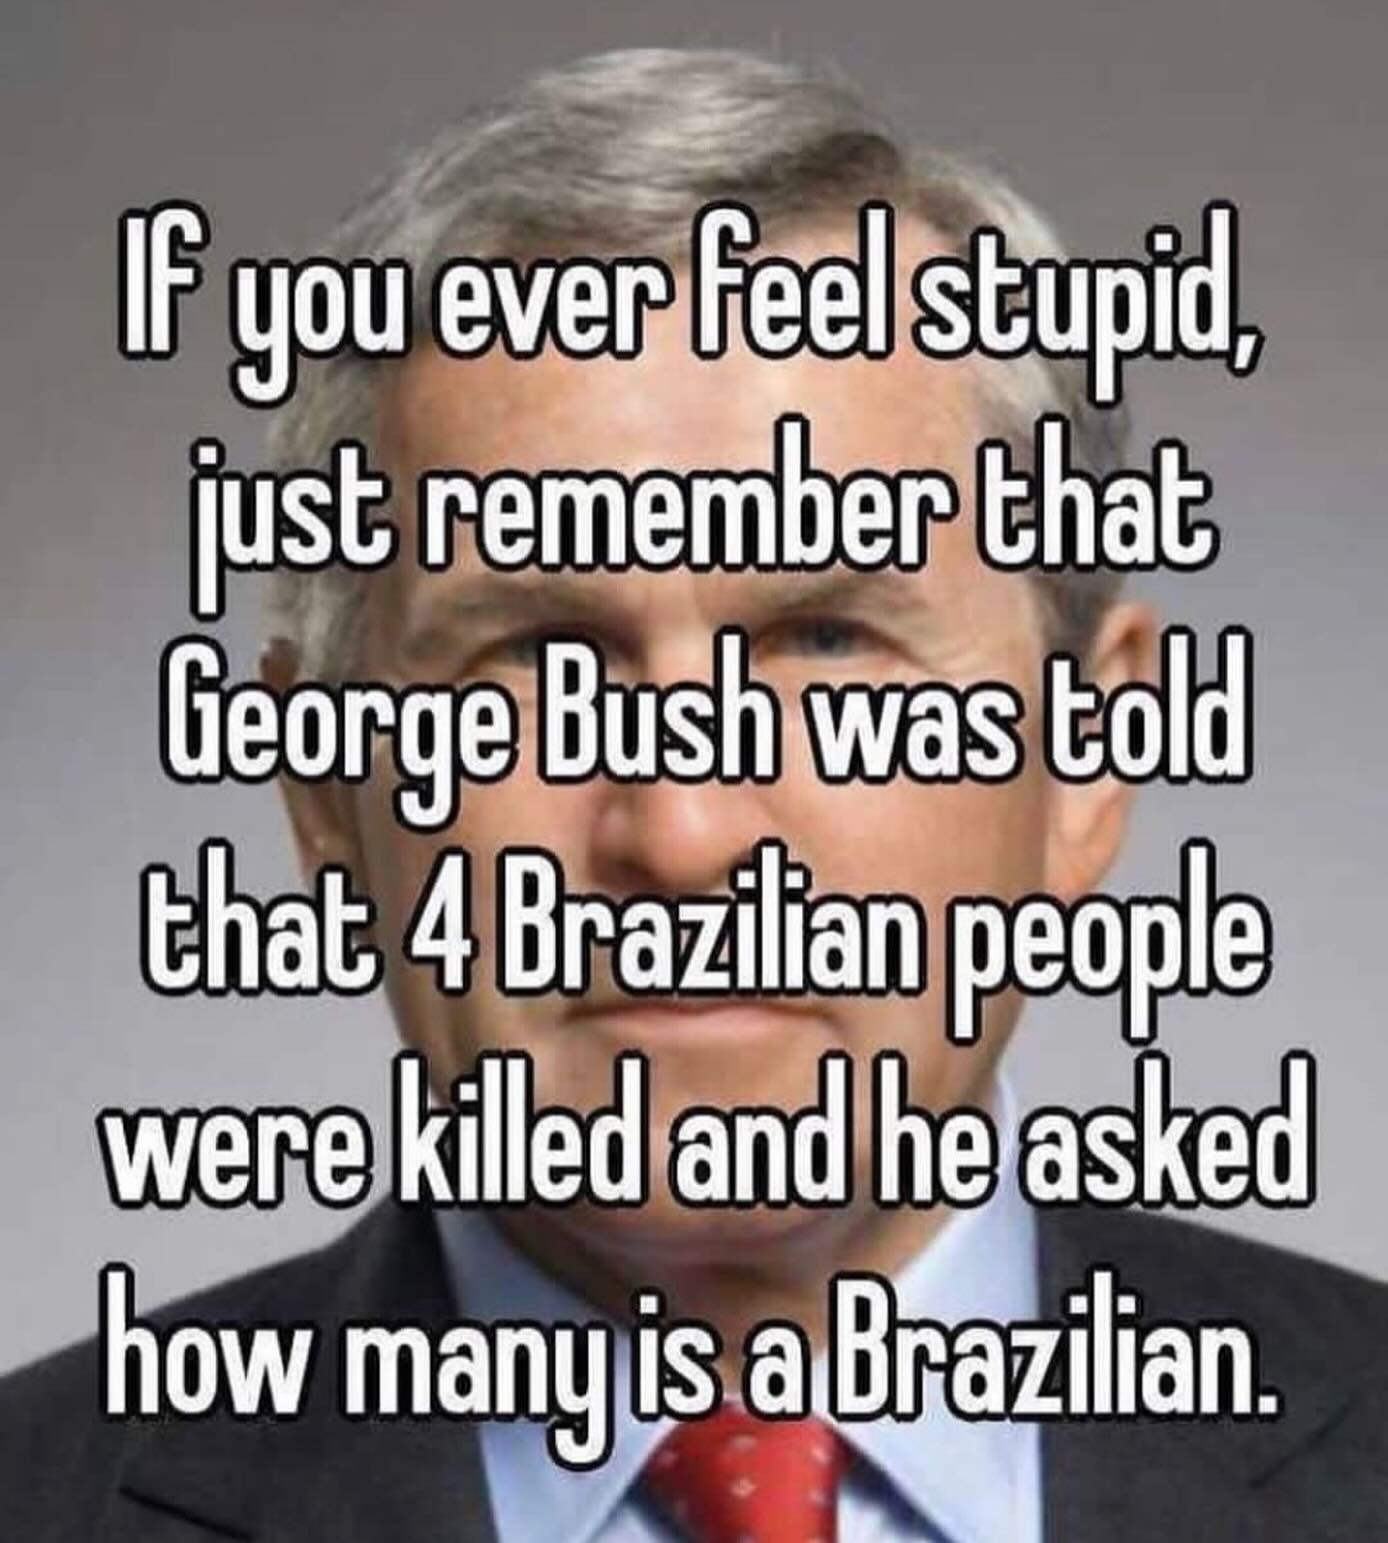 If you ever feel stupid,
just remember that
George Bush was told
that 4 Brazilian people
were killed and he asked
how many is a Brazilian.